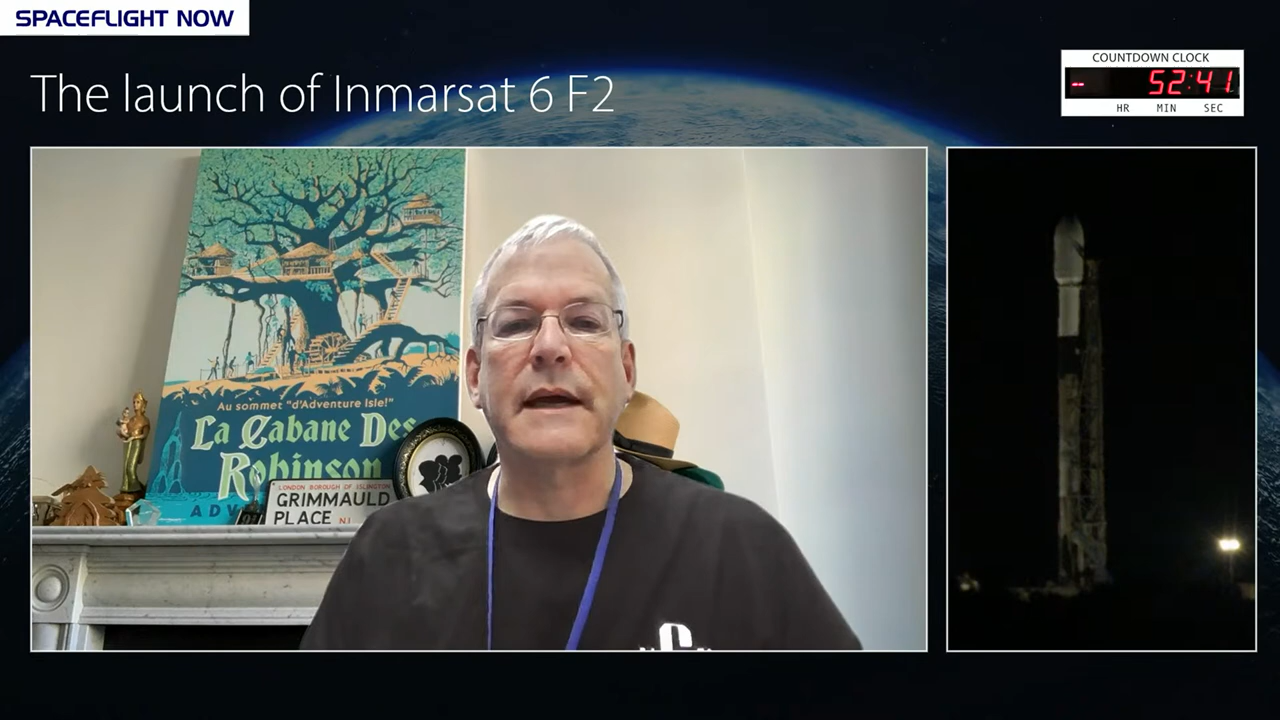 SPACEFLIGHT NOW
The launch of Inmarsat 6 F2
COUNTDOWN CLOCK
-- 52:41
HR MIN SEC
Au sommet "d'Adventure Isle!"
La Cabane Des
Robinson
ADV
LONDON BOROUGH OF ISLINGTON
GRIMMAULD
PLACE N1